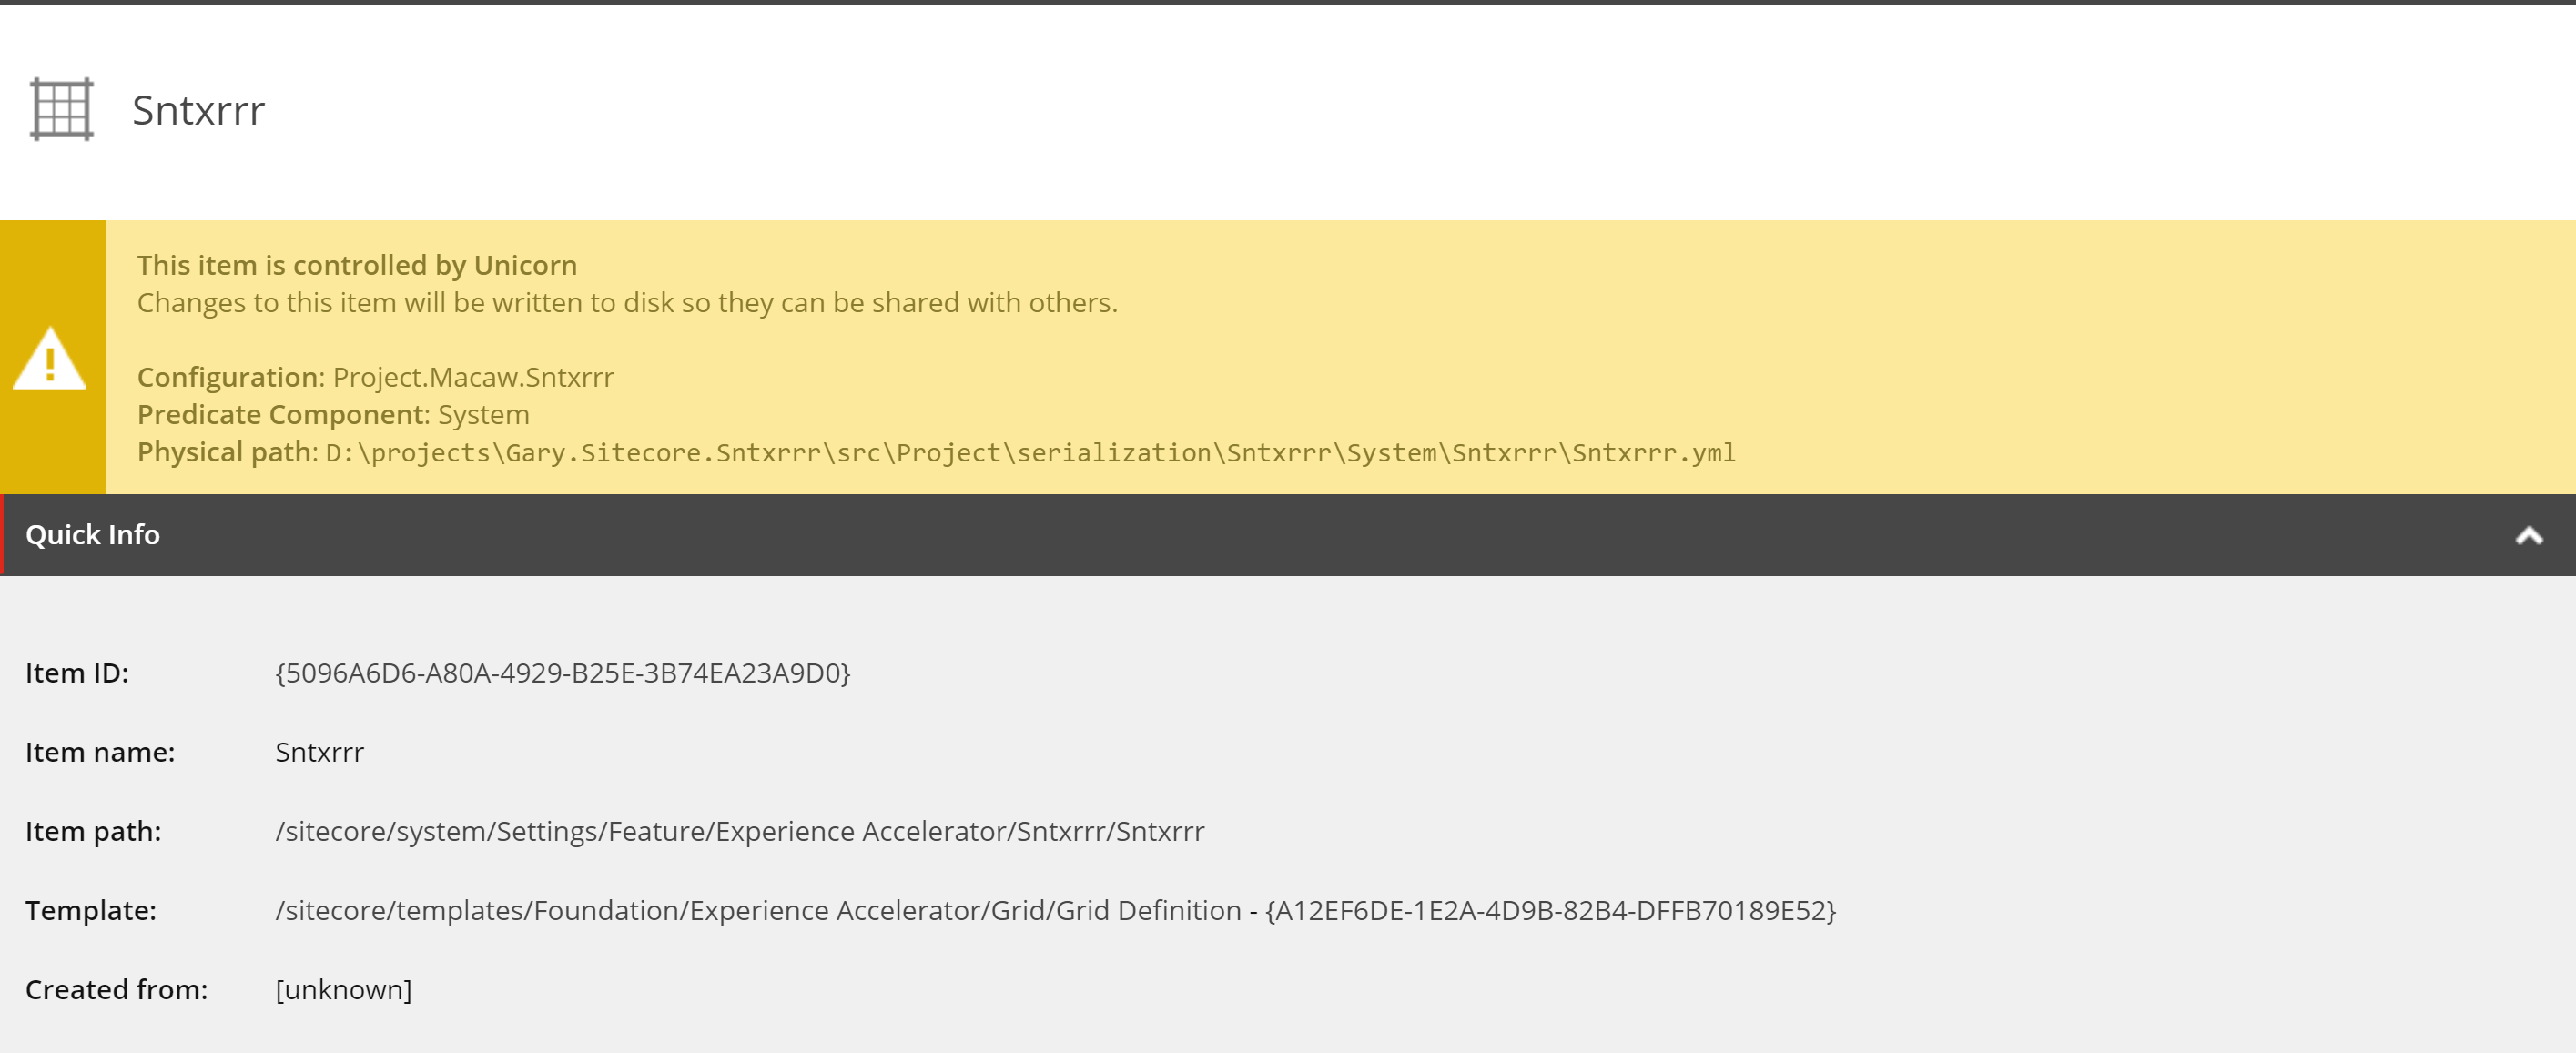 Sntxrrr
This item is controlled by Unicorn
Changes to this item will be written to disk so they can be shared with others.
Configuration: Project.Macaw.Sntxrrr
Predicate Component: System
Physical path: D:\projects\Gary.Sitecore.Sntxrrr\src\Project\serialization\Sntxrrr\System\Sntxrrr\Sntxrrr.yml
Quick Info
Item ID: {5096A6D6-A80A-4929-B25E-3B74EA23A9D0}
Item name: Sntxrrr
Item path: /sitecore/system/Settings/Feature/Experience Accelerator/Sntxrrr/Sntxrrr
Template: /sitecore/templates/Foundation/Experience Accelerator/Grid/Grid Definition - {A12EF6DE-1E2A-4D9B-82B4-DFFB70189E52}
Created from: [unknown]